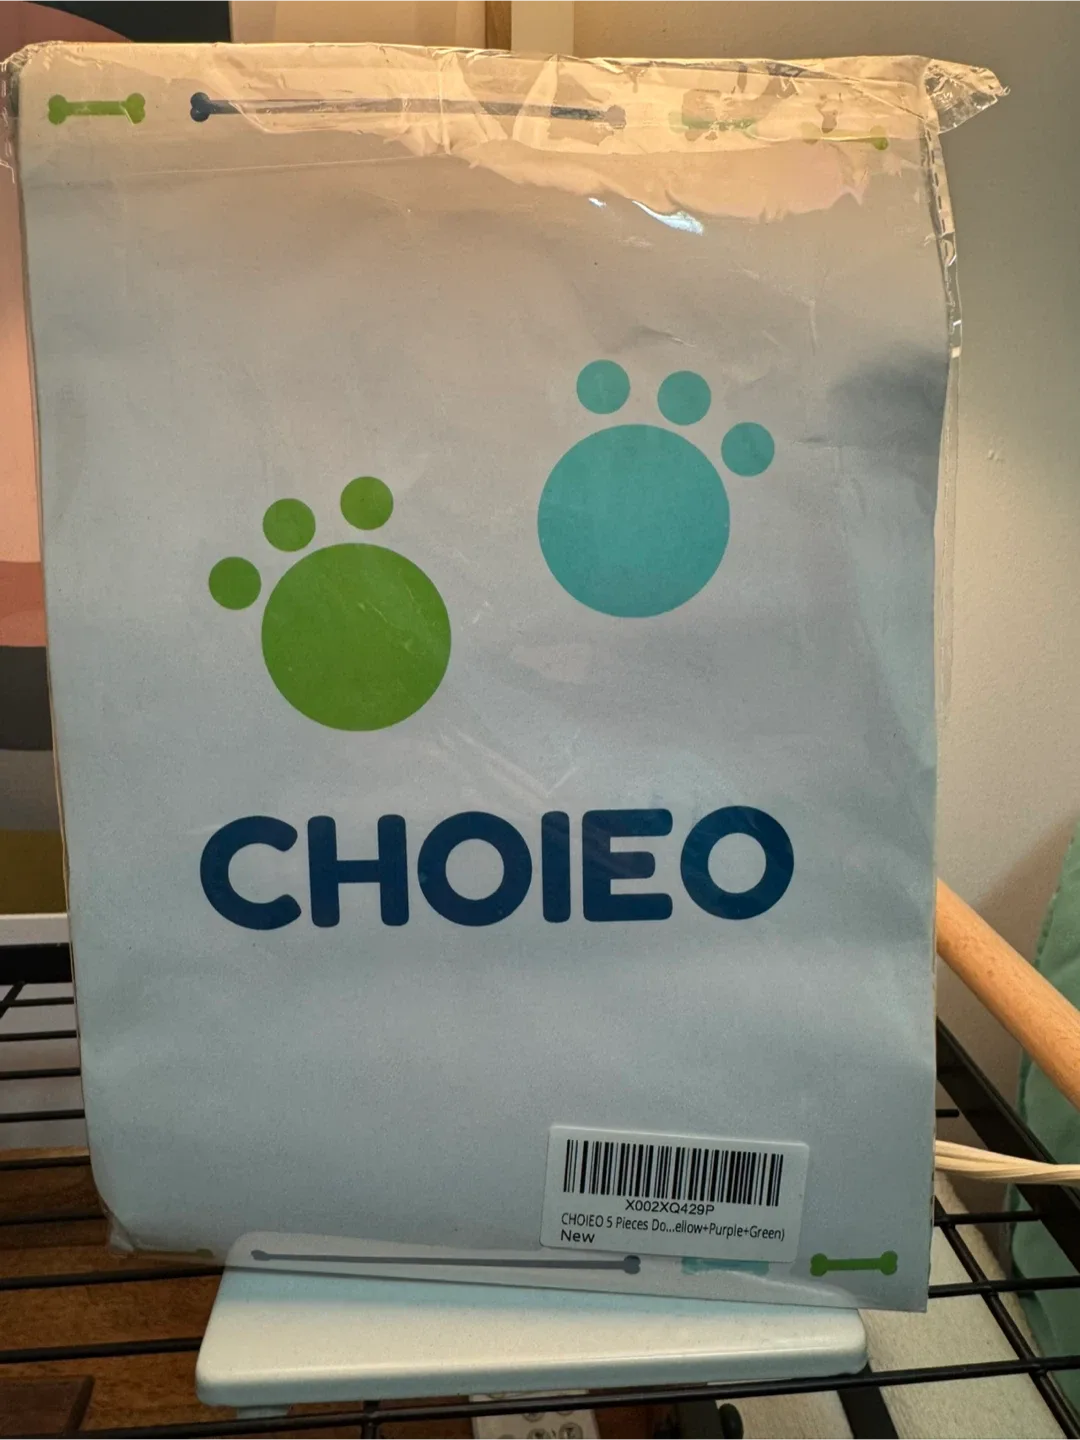 CHOIEO
X002XQ429P
CHOIEO 5 Pieces Do...ellow+Purple+Green)
New